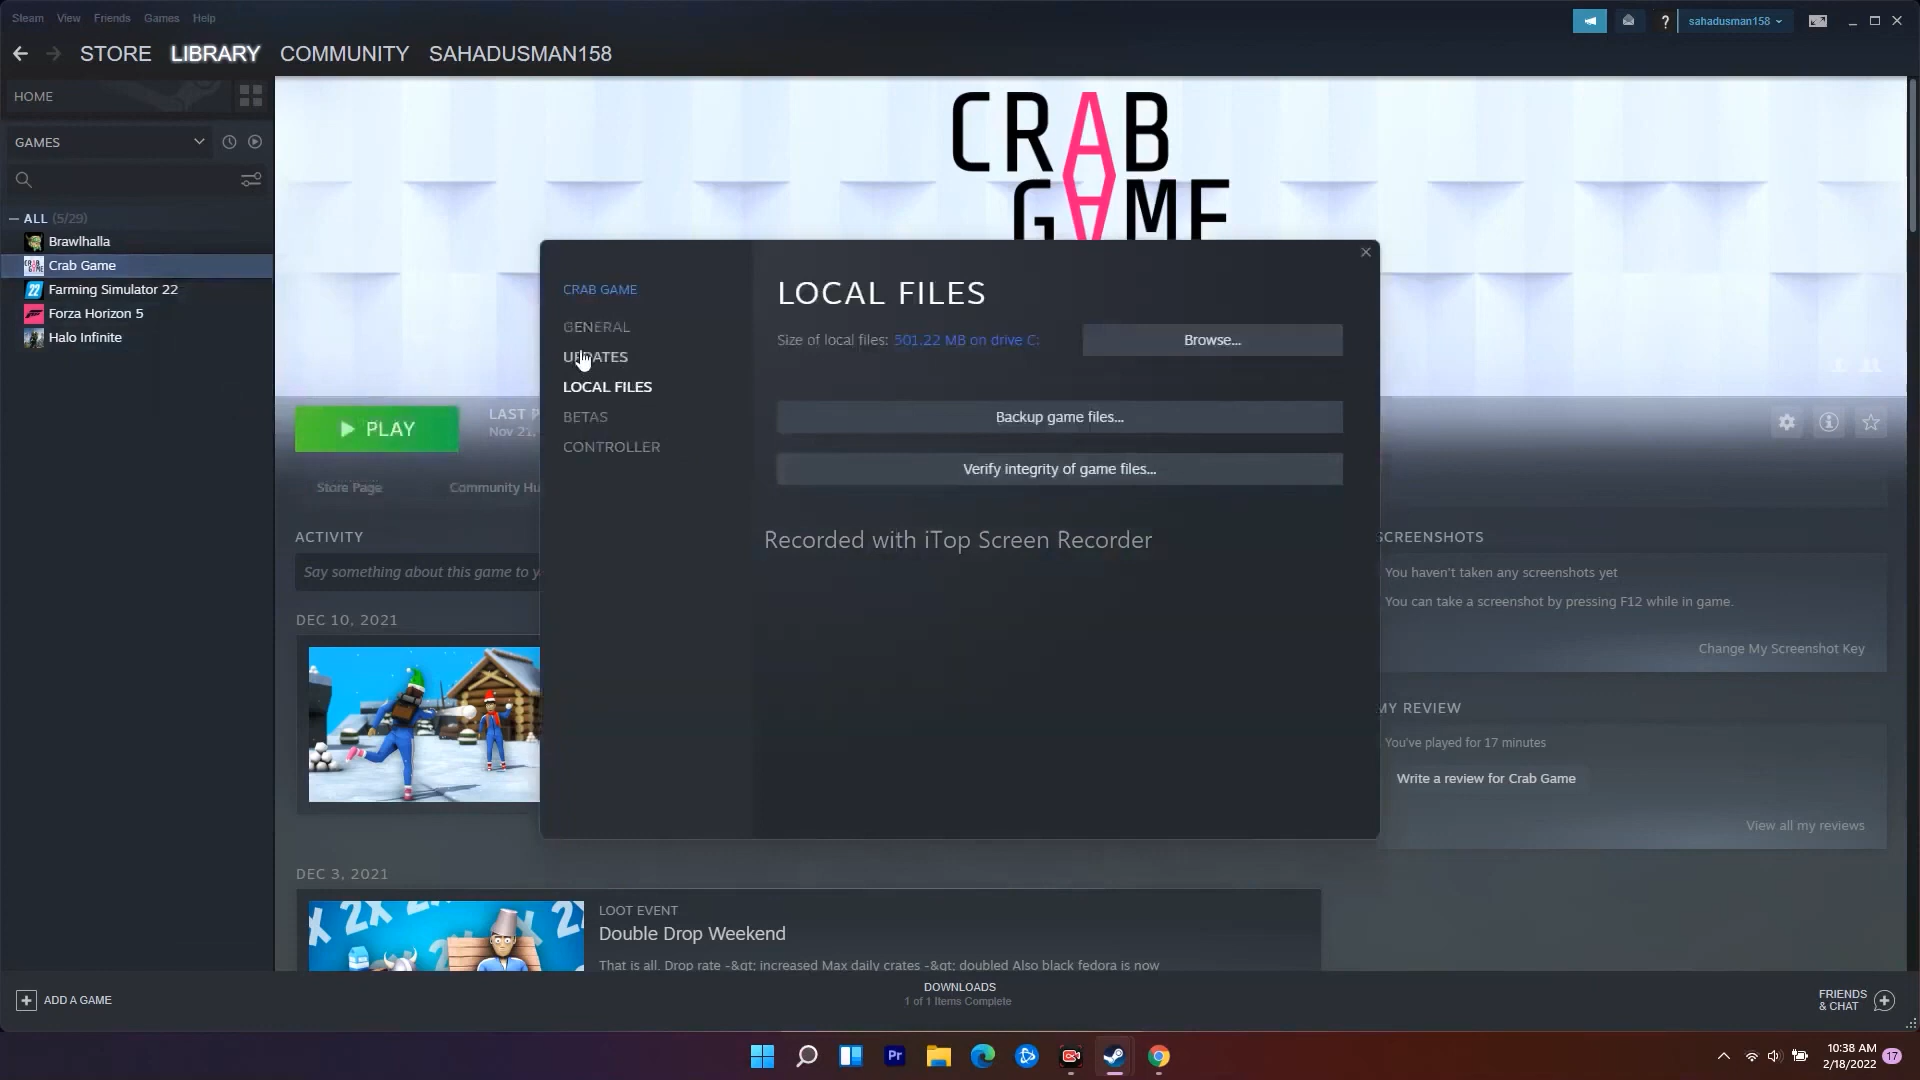 Steam View Friends Games Help
? sahadusman158
STORE LIBRARY COMMUNITY SAHADUSMAN158
HOME
GAMES
ALL (5/29)
Brawlhalla
Crab Game
22 Farming Simulator 22
Forza Horizon 5
Halo Infinite
CRAB
GAME
CRAB GAME
GENERAL
UPDATES
LOCAL FILES
BETAS
CONTROLLER
LOCAL FILES
Size of local files: 501.22 MB on drive C:
Browse...
Backup game files...
Verify integrity of game files...
Recorded with iTop Screen Recorder
PLAY
LAST P
Nov 21,
Store Page
Community Hu
ACTIVITY
Say something about this game to y
DEC 10, 2021
SCREENSHOTS
You haven't taken any screenshots yet
You can take a screenshot by pressing F12 while in game.
Change My Screenshot Key
MY REVIEW
You've played for 17 minutes
Write a review for Crab Game
View all my reviews
DEC 3, 2021
2X 2X 2
LOOT EVENT
Double Drop Weekend
That is all. Drop rate -&gt; increased Max daily crates -&gt; doubled Also black fedora is now
ADD A GAME
DOWNLOADS
1 of 1 Items Complete
FRIENDS
& CHAT
Pr
10:38 AM
2/18/2022
17